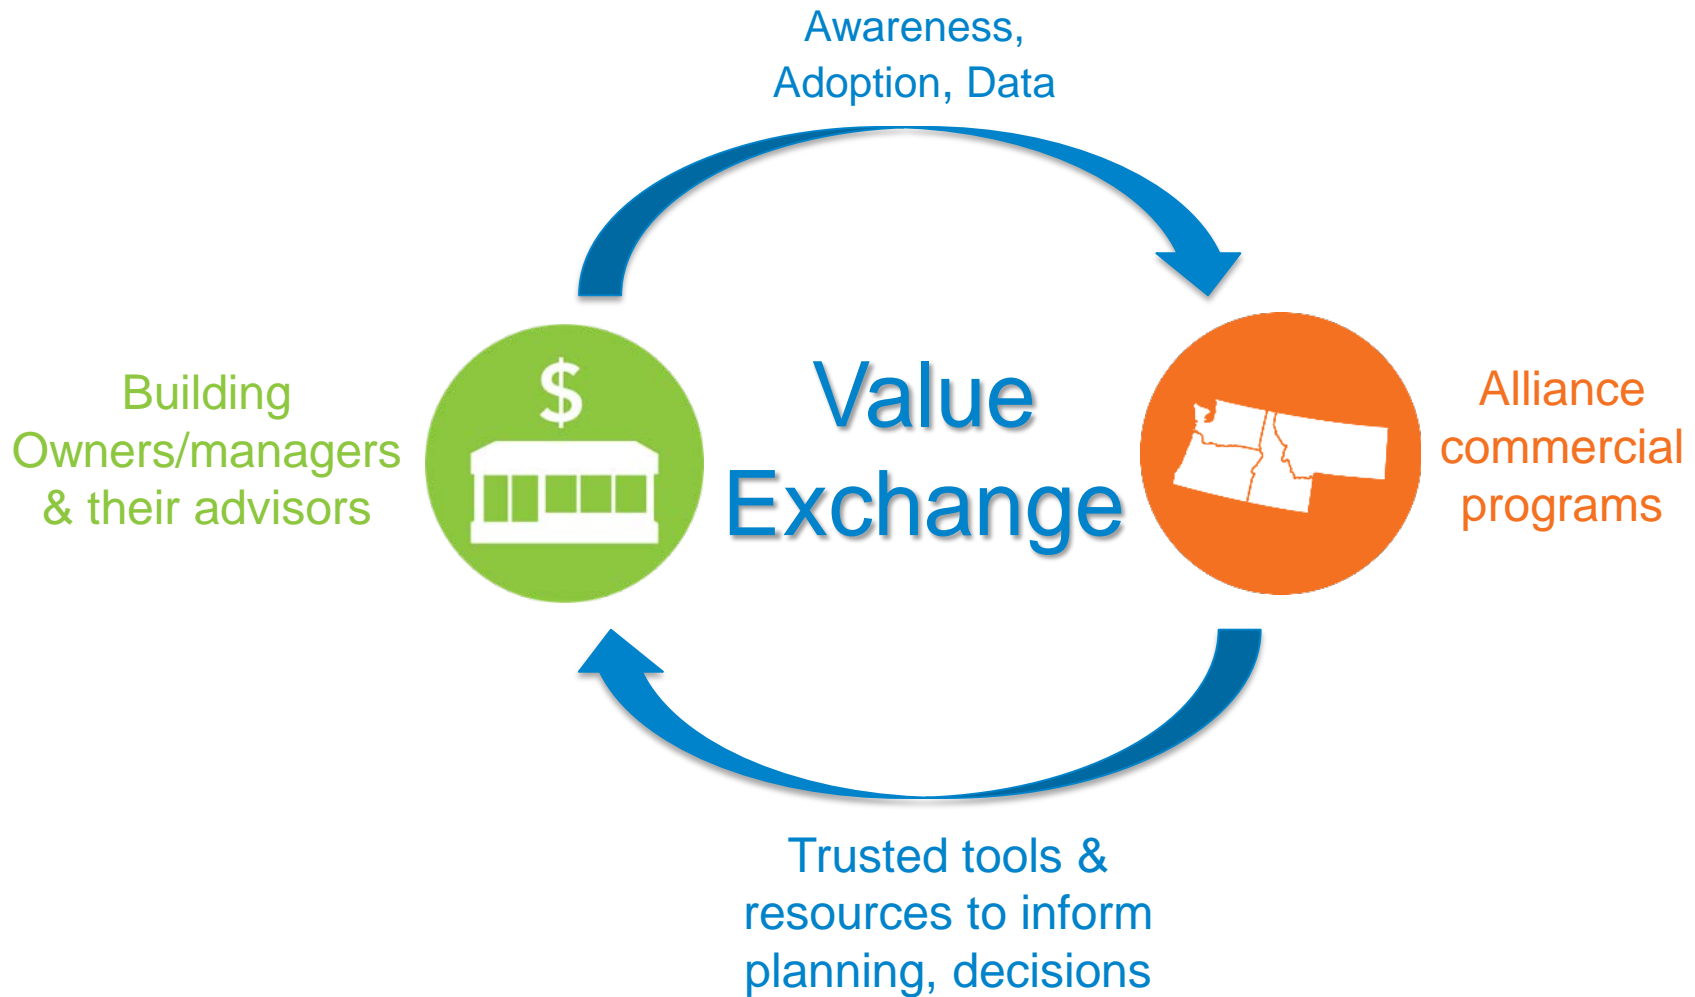 Awareness,
Adoption, Data
Building
Owners/managers
& their advisors
$
Value
Exchange
Alliance
commercial
programs
Trusted tools &
resources to inform
planning, decisions